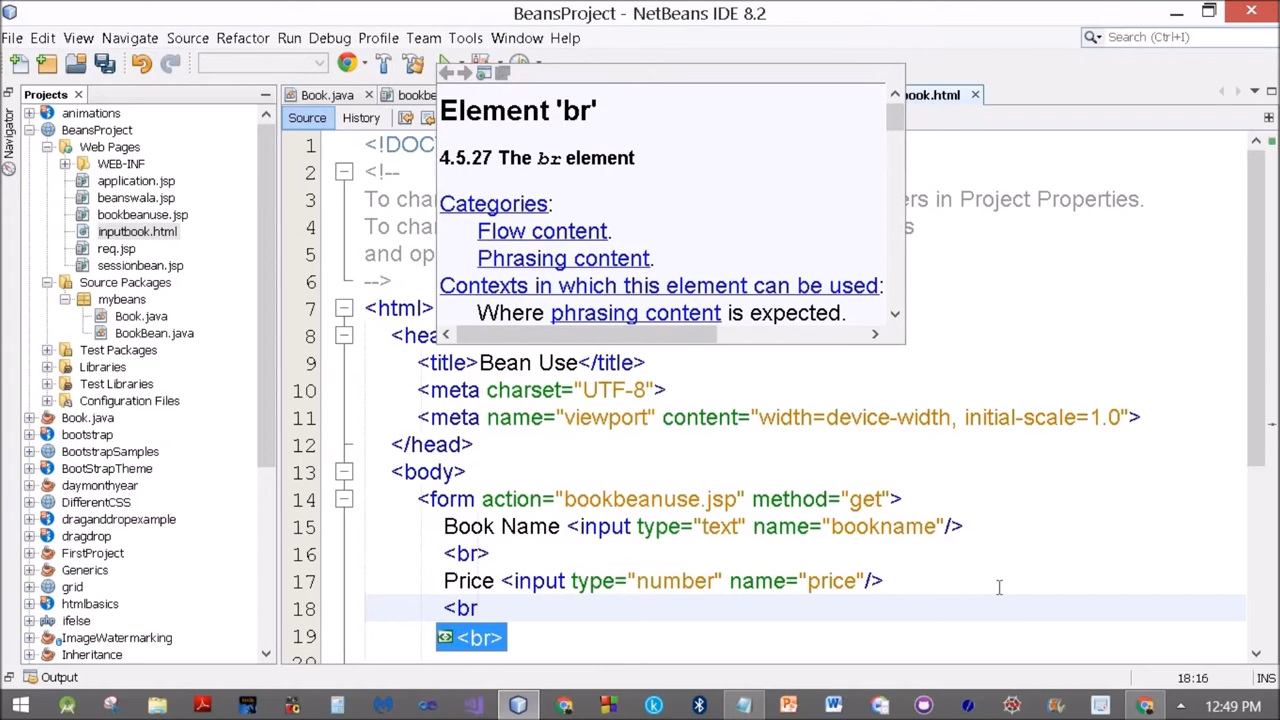 BeansProject - NetBeans IDE 8.2
File Edit View Navigate Source Refactor Run Debug Profile Team Tools Window Help
Search (Ctrl+I)
Projects
Navigator
animations
BeansProject
Web Pages
WEB-INF
application.jsp
beanswala.jsp
bookbeanuse.jsp
inputbook.html
req.jsp
sessionbean.jsp
Source Packages
mybeans
Book.java
BookBean.java
Test Packages
Libraries
Test Libraries
Configuration Files
Book.java
bootstrap
BootstrapSamples
BootStrapTheme
daymonthyear
DifferentCSS
draganddropexample
dragdrop
FirstProject
Generics
grid
htmlbasics
ifelse
ImageWatermarking
Inheritance
Book.java bookbe
book.html
Source History
Element 'br'
4.5.27 The br element
Categories:
Flow content.
Phrasing content.
Contexts in which this element can be used:
Where phrasing content is expected.
1 <!DOC
2 <!--
3 To chan ers in Project Properties.
4 To chan s
5 and op
6 -->
7 <html>
8 <hea
9 <title>Bean Use</title>
10 <meta charset="UTF-8">
11 <meta name="viewport" content="width=device-width, initial-scale=1.0">
12 </head>
13 <body>
14 <form action="bookbeanuse.jsp" method="get">
15 Book Name <input type="text" name="bookname"/>
16 <br>
17 Price <input type="number" name="price"/>
18 <br
19 <br>
Output
18:16 INS
12:49 PM